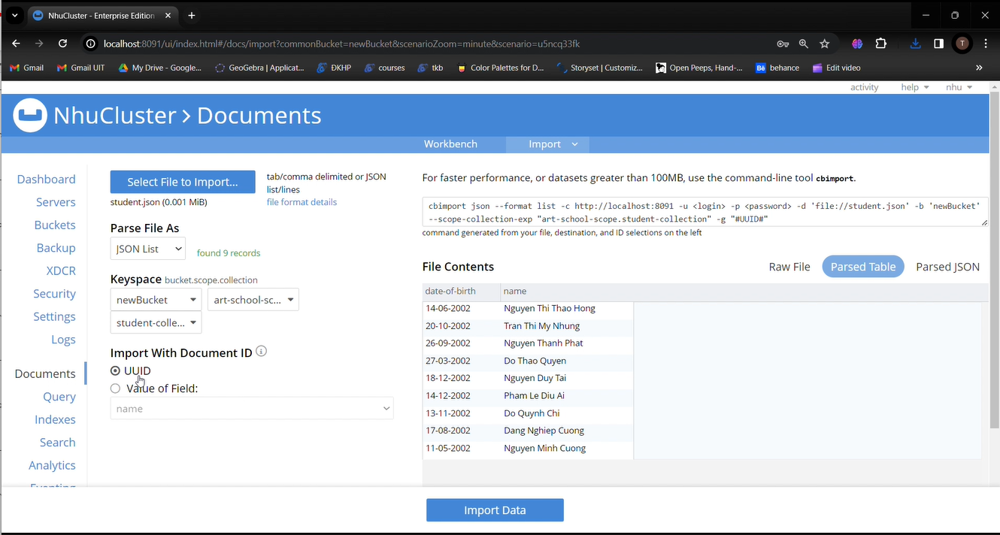 NhuCluster - Enterprise Edition
localhost:8091/ui/index.html#/docs/import?commonBucket=newBucket&scenarioZoom=minute&scenario=u5ncq33fk
T
Gmail
Gmail UIT
My Drive - Google...
GeoGebra | Applicat...
ĐKHP
courses
tkb
Color Palettes for D...
Storyset | Customiz...
Open Peeps, Hand-...
Bē behance
Edit video
activity
help
nhu
NhuCluster > Documents
Workbench
Import
Dashboard
Servers
Buckets
Backup
XDCR
Security
Settings
Logs
Documents
Query
Indexes
Search
Analytics
Eventing
Select File to Import...
student.json (0.001 MiB)
tab/comma delimited or JSON
list/lines
file format details
Parse File As
JSON List
found 9 records
Keyspace bucket.scope.collection
newBucket
art-school-sc...
student-colle...
Import With Document ID
UUID
Value of Field:
name
For faster performance, or datasets greater than 100MB, use the command-line tool cbimport.
cbimport json --format list -c http://localhost:8091 -u <login> -p <password> -d 'file://student.json' -b 'newBucket'
--scope-collection-exp "art-school-scope.student-collection" -g "#UUID#"
command generated from your file, destination, and ID selections on the left
File Contents
Raw File
Parsed Table
Parsed JSON
date-of-birth name
14-06-2002 Nguyen Thi Thao Hong
20-10-2002 Tran Thi My Nhung
26-09-2002 Nguyen Thanh Phat
27-03-2002 Do Thao Quyen
18-12-2002 Nguyen Duy Tai
14-12-2002 Pham Le Diu Ai
13-11-2002 Do Quynh Chi
17-08-2002 Dang Nghiep Cuong
11-05-2002 Nguyen Minh Cuong
Import Data